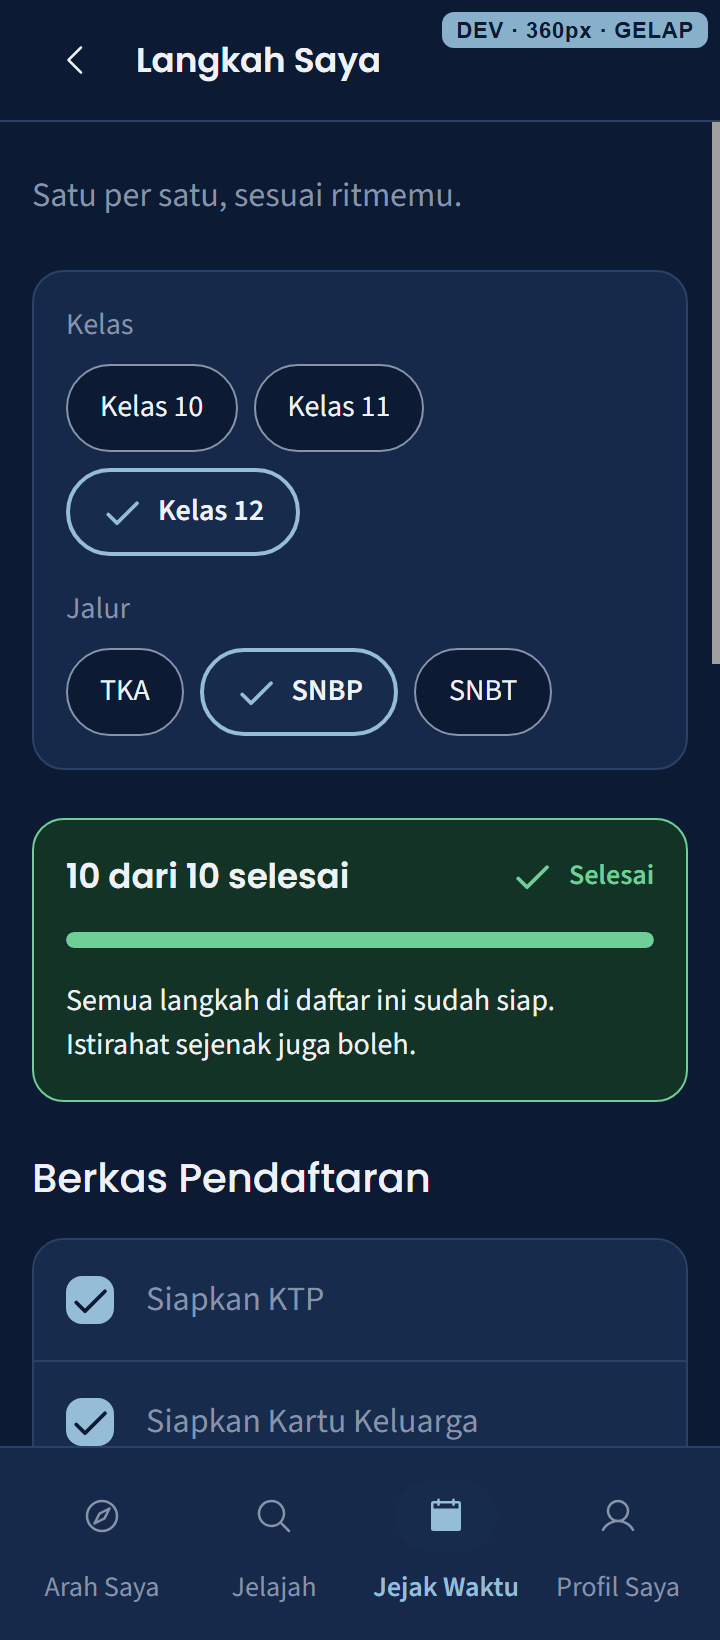 DEV · 360px · GELAP
Langkah Saya
Satu per satu, sesuai ritmemu.
Kelas
Kelas 10
Kelas 11
Kelas 12
Jalur
TKA
SNBP
SNBT
10 dari 10 selesai
Selesai
Semua langkah di daftar ini sudah siap.
Istirahat sejenak juga boleh.
Berkas Pendaftaran
Siapkan KTP
Siapkan Kartu Keluarga
Arah Saya
Jelajah
Jejak Waktu
Profil Saya